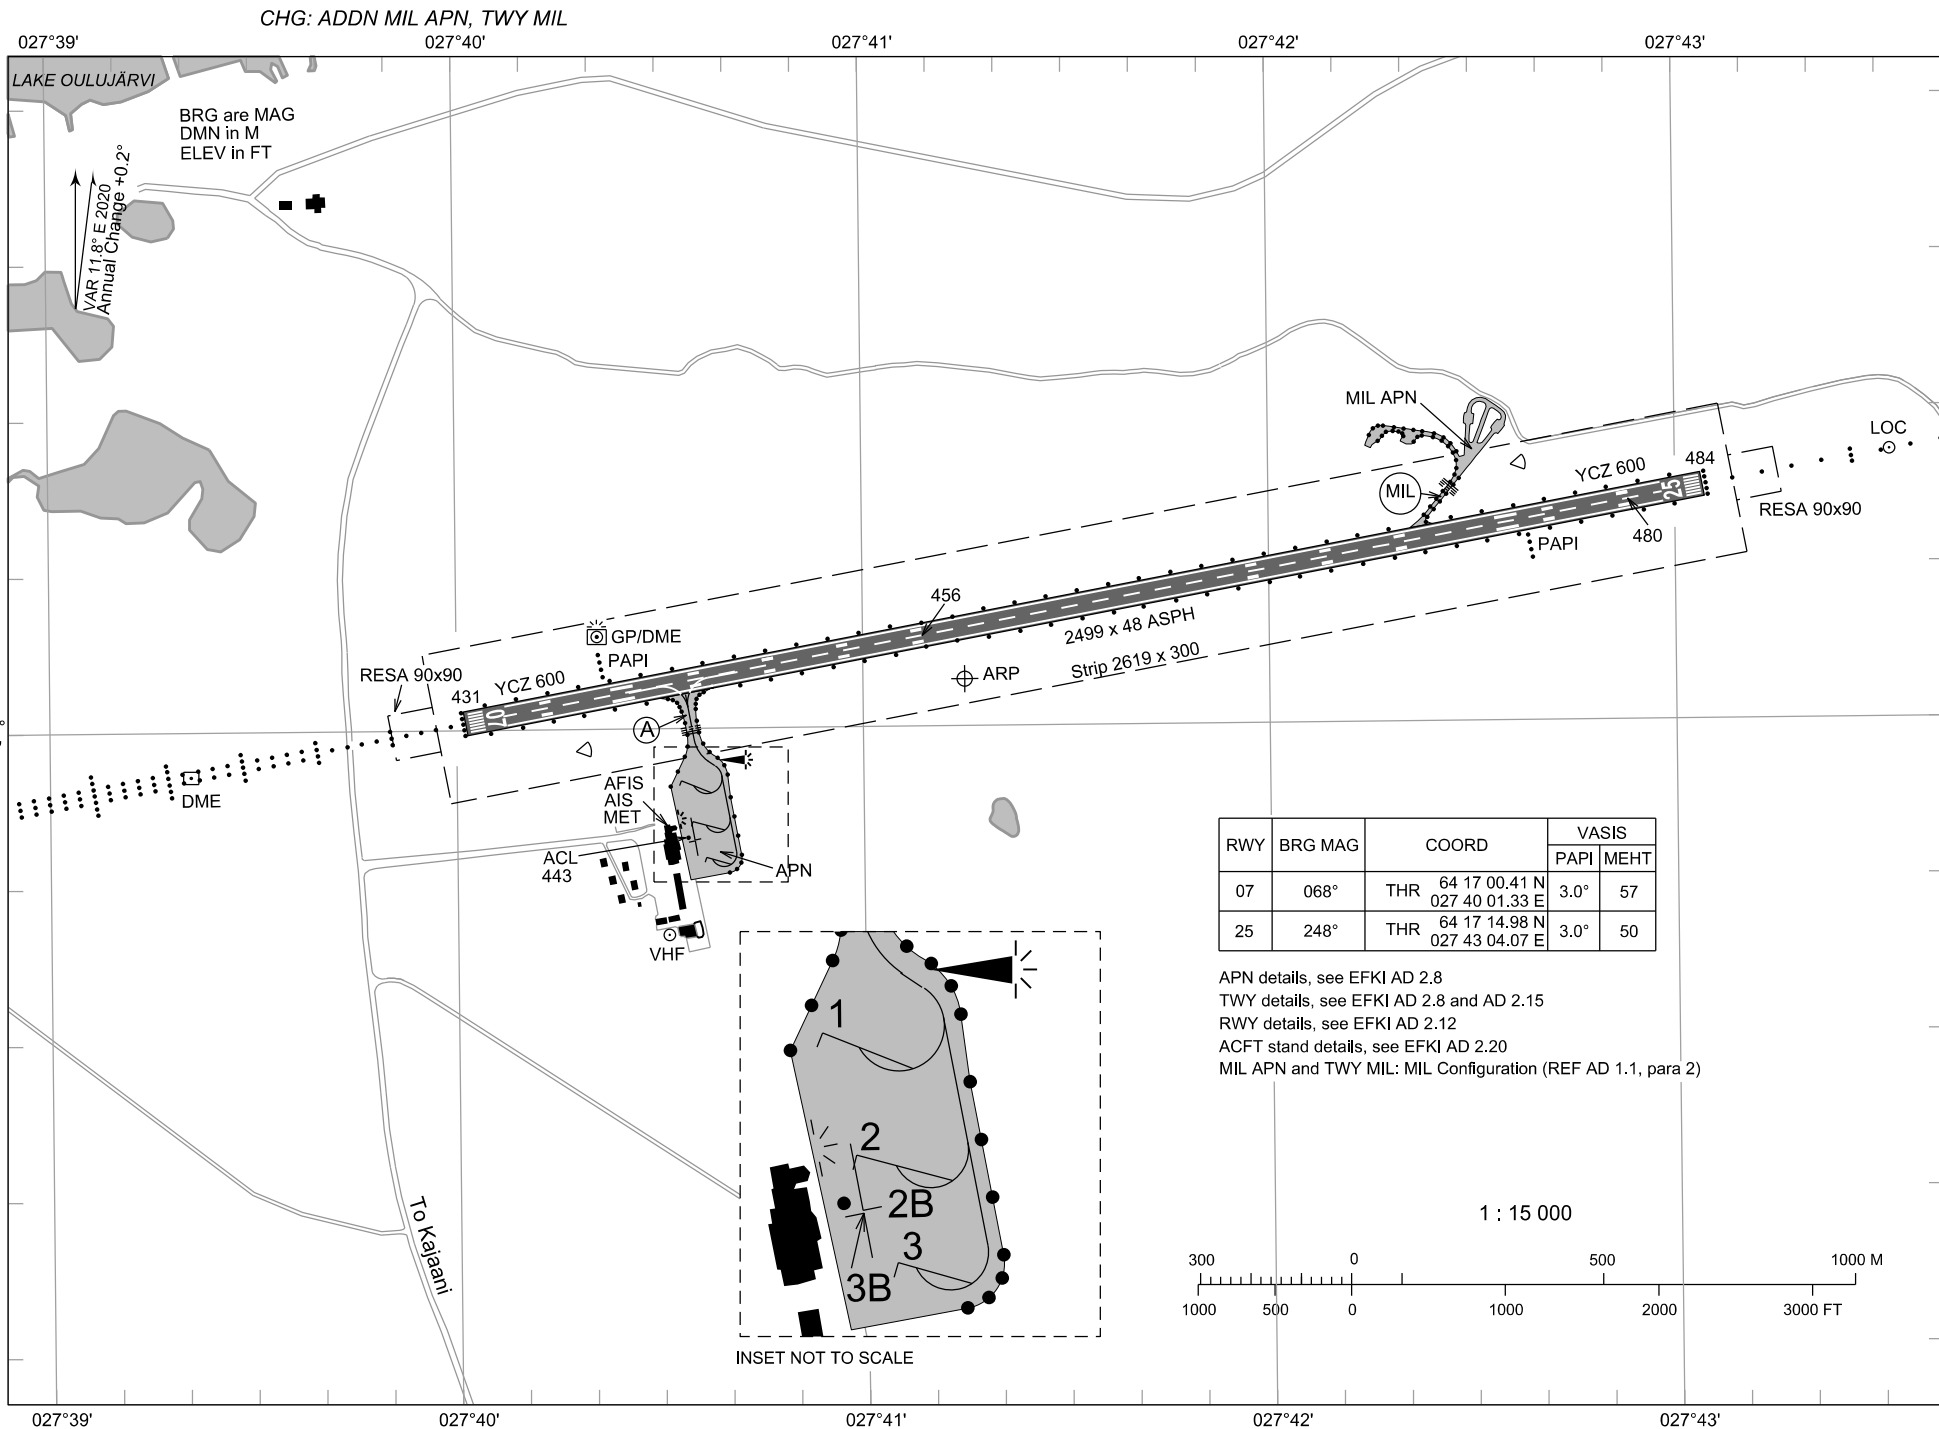 CHG: ADDN MIL APN, TWY MIL
027°39'
027°40'
027°41'
027°42'
027°43'
LAKE OULUJÄRVI
BRG are MAG
DMN in M
ELEV in FT
VAR 11.8° E 2020
Annual Change +0.2°
MIL APN
MIL
YCZ 600
484
LOC
25
RESA 90x90
480
PAPI
456
2499 x 48 ASPH
Strip 2619 x 300
GP/DME
PAPI
ARP
RESA 90x90
YCZ 600
431
A
DME
AFIS
AIS
MET
ACL
443
APN
VHF
RWY BRG MAG COORD VASIS
PAPI MEHT
07 068° THR 64 17 00.41 N 3.0° 57
027 40 01.33 E
25 248° THR 64 17 14.98 N 3.0° 50
027 43 04.07 E
APN details, see EFKI AD 2.8
TWY details, see EFKI AD 2.8 and AD 2.15
RWY details, see EFKI AD 2.12
ACFT stand details, see EFKI AD 2.20
MIL APN and TWY MIL: MIL Configuration (REF AD 1.1, para 2)
1
2
2B
3
3B
INSET NOT TO SCALE
To Kajaani
1 : 15 000
300 0 500 1000 M
1000 500 0 1000 2000 3000 FT
027°39'
027°40'
027°41'
027°42'
027°43'